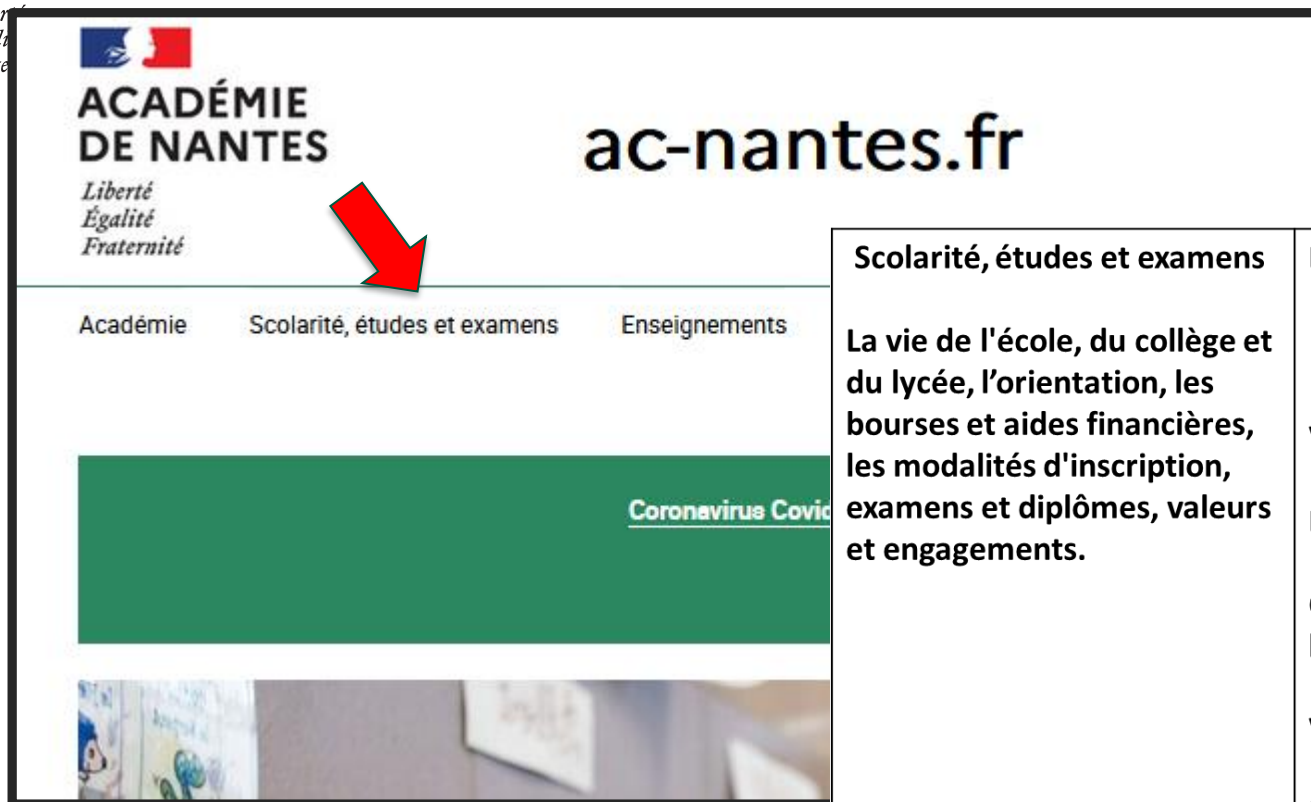 ACADÉMIE
DE NANTES
Liberté
Égalité
Fraternité
ac-nantes.fr
Académie
Scolarité, études et examens
Enseignements
Coronavirus Covid
Scolarité, études et examens
La vie de l'école, du collège et
du lycée, l’orientation, les
bourses et aides financières,
les modalités d'inscription,
examens et diplômes, valeurs
et engagements.